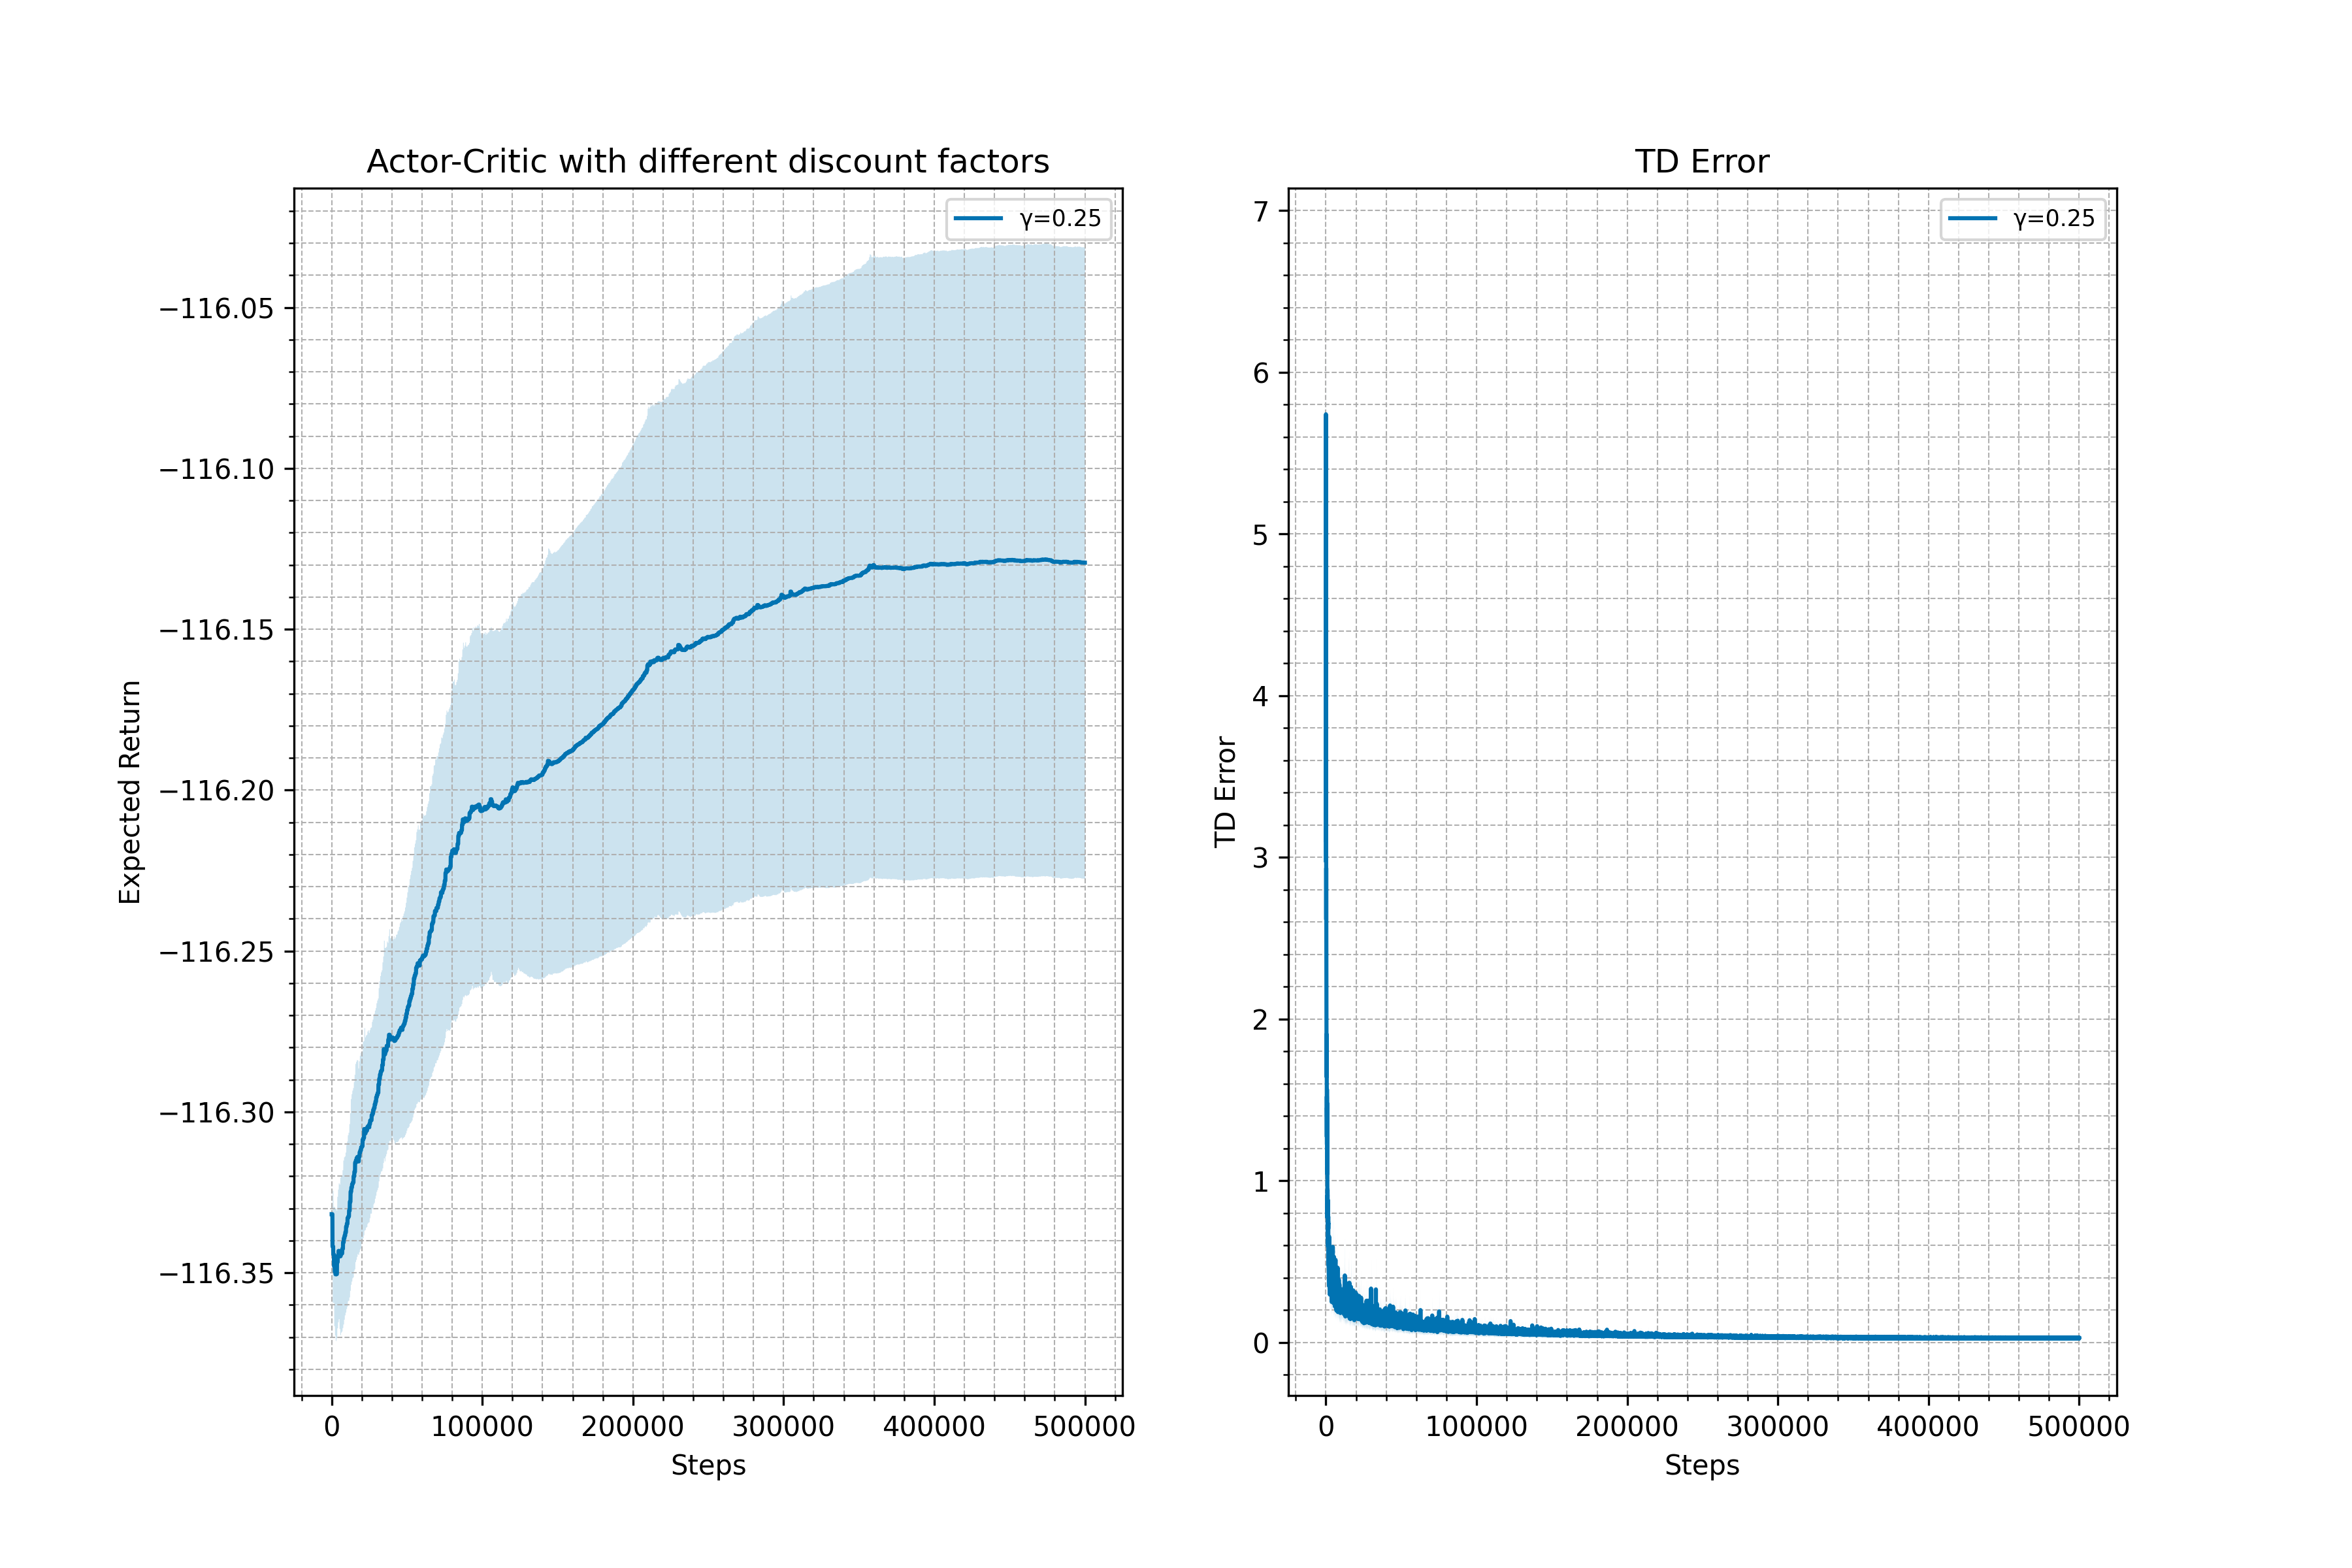 Actor-Critic with different discount factors
γ=0.25
Expected Return
−116.05
−116.10
−116.15
−116.20
−116.25
−116.30
−116.35
0 100000 200000 300000 400000 500000
Steps
TD Error
γ=0.25
TD Error
7
6
5
4
3
2
1
0
0 100000 200000 300000 400000 500000
Steps